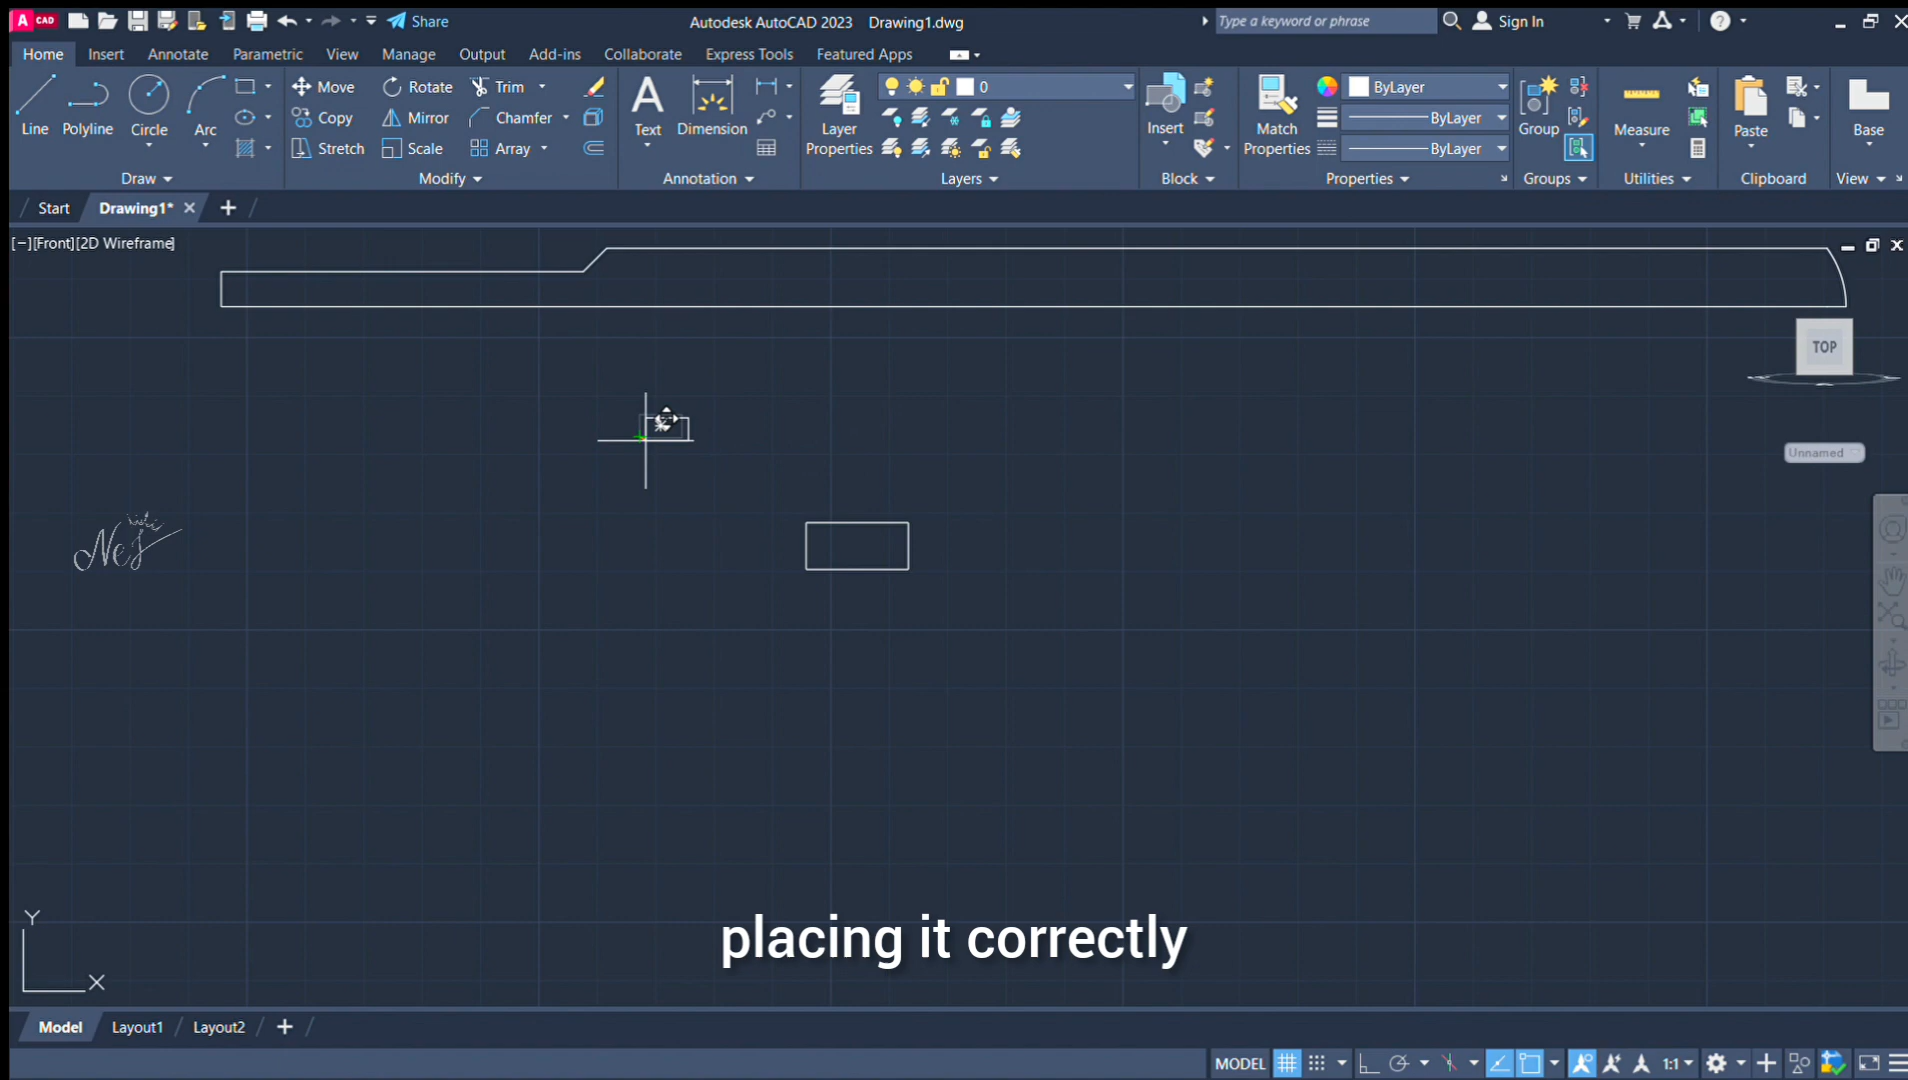 A CAD Share Autodesk AutoCAD 2023 Drawing1.dwg Type a keyword or phrase Sign In
Home Insert Annotate Parametric View Manage Output Add-ins Collaborate Express Tools Featured Apps
Line Polyline Circle Arc
Move Rotate Trim
Copy Mirror Chamfer
Stretch Scale Array
Text Dimension
Layer Properties
0
Insert
Match Properties
ByLayer
ByLayer
ByLayer
Group Measure Paste Base
Draw Modify Annotation Layers Block Properties Groups Utilities Clipboard View
Start Drawing1* +
[−][Front][2D Wireframe]
TOP
Unnamed
Nes
Y
X
placing it correctly
Model Layout1 Layout2 +
MODEL 1:1